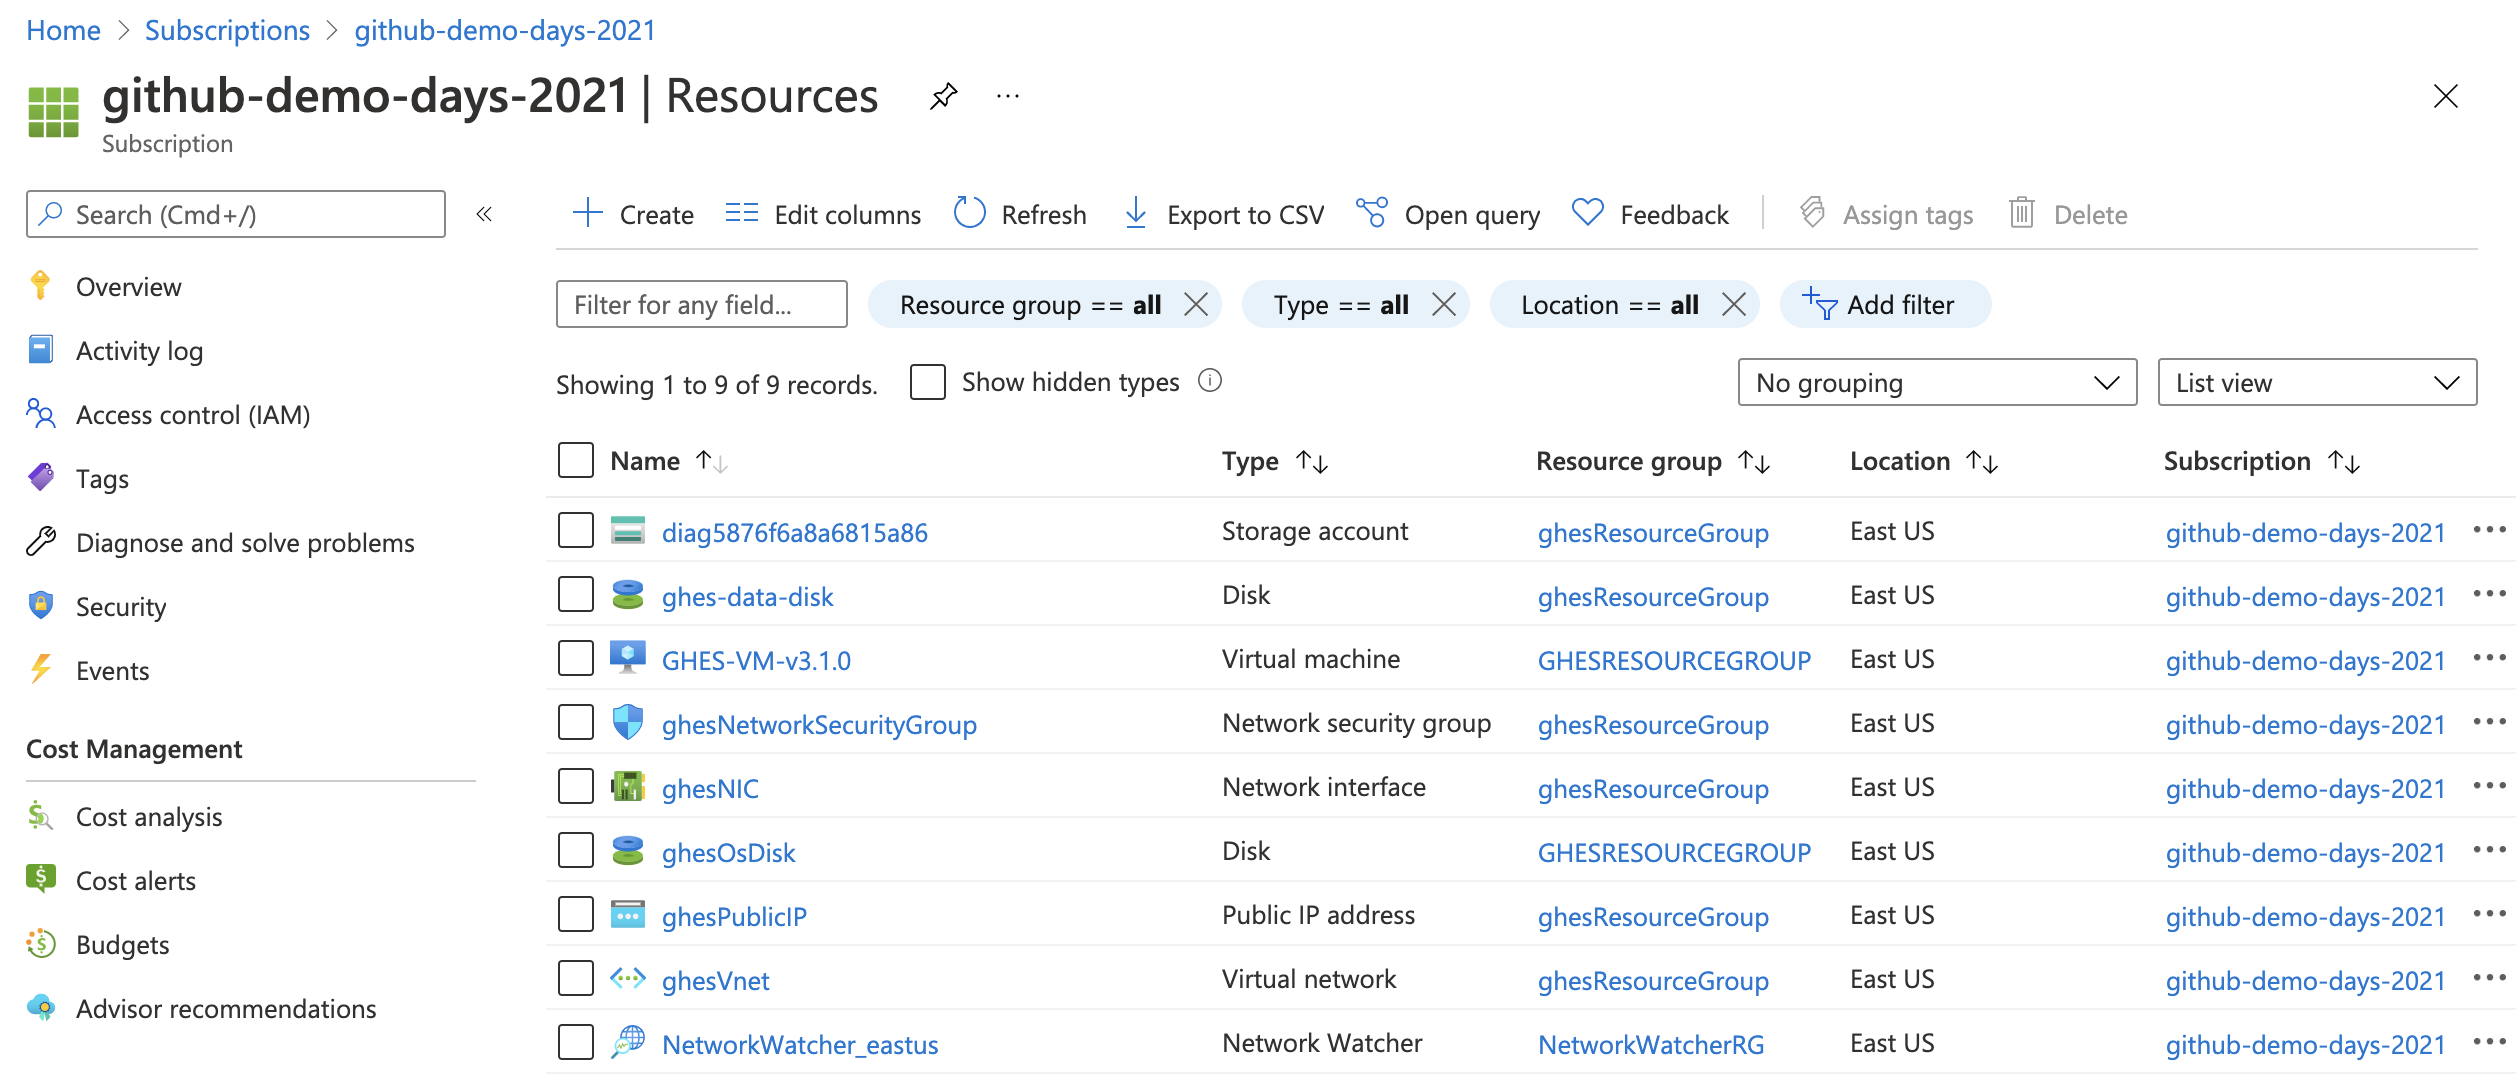 Home > Subscriptions > github-demo-days-2021
github-demo-days-2021 | Resources
Subscription
Search (Cmd+/)
Overview
Activity log
Access control (IAM)
Tags
Diagnose and solve problems
Security
Events
Cost Management
Cost analysis
Cost alerts
Budgets
Advisor recommendations
Create Edit columns Refresh Export to CSV Open query Feedback Assign tags Delete
Filter for any field... Resource group == all Type == all Location == all Add filter
Showing 1 to 9 of 9 records. Show hidden types No grouping List view
Name Type Resource group Location Subscription
diag5876f6a8a6815a86 Storage account ghesResourceGroup East US github-demo-days-2021
ghes-data-disk Disk ghesResourceGroup East US github-demo-days-2021
GHES-VM-v3.1.0 Virtual machine GHESRESOURCEGROUP East US github-demo-days-2021
ghesNetworkSecurityGroup Network security group ghesResourceGroup East US github-demo-days-2021
ghesNIC Network interface ghesResourceGroup East US github-demo-days-2021
ghesOsDisk Disk GHESRESOURCEGROUP East US github-demo-days-2021
ghesPublicIP Public IP address ghesResourceGroup East US github-demo-days-2021
ghesVnet Virtual network ghesResourceGroup East US github-demo-days-2021
NetworkWatcher_eastus Network Watcher NetworkWatcherRG East US github-demo-days-2021